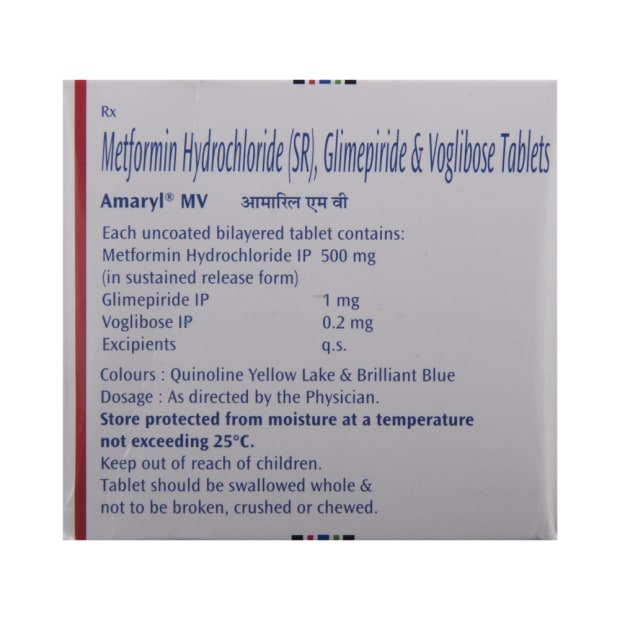 Rx
Metformin Hydrochloride (SR), Glimepiride & Voglibose Tablets
Amaryl® MV आमारिल एम वी
Each uncoated bilayered tablet contains:
Metformin Hydrochloride IP 500 mg
(in sustained release form)
Glimepiride IP 1 mg
Voglibose IP 0.2 mg
Excipients q.s.
Colours : Quinoline Yellow Lake & Brilliant Blue
Dosage : As directed by the Physician.
Store protected from moisture at a temperature
not exceeding 25°C.
Keep out of reach of children.
Tablet should be swallowed whole &
not to be broken, crushed or chewed.